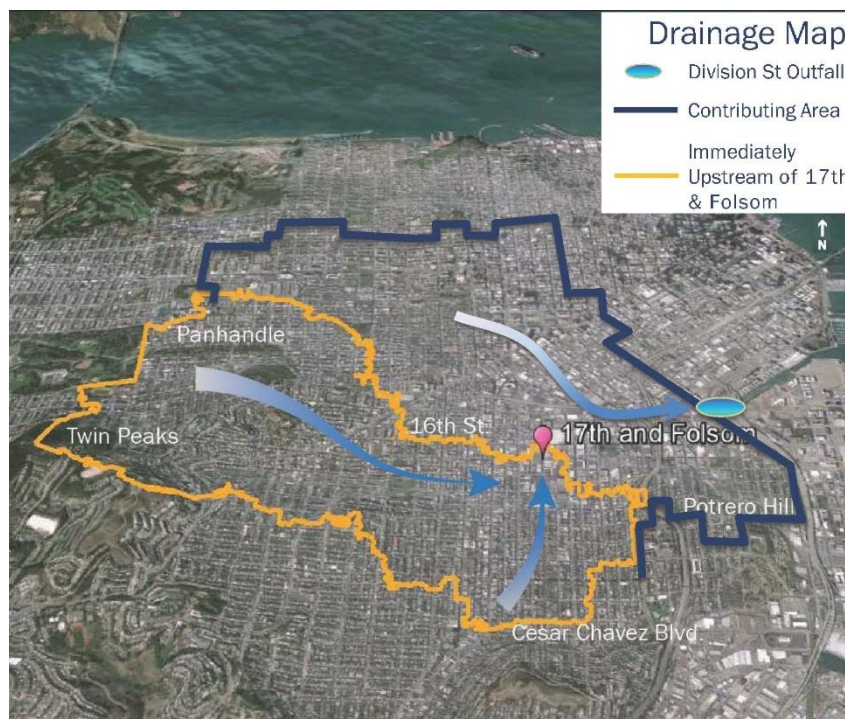 Drainage Map
Division St Outfall
Contributing Area
Immediately
Upstream of 17th
& Folsom
N
Panhandle
Twin Peaks
16th St.
17th and Folsom
Potrero Hill
Cesar Chavez Blvd.